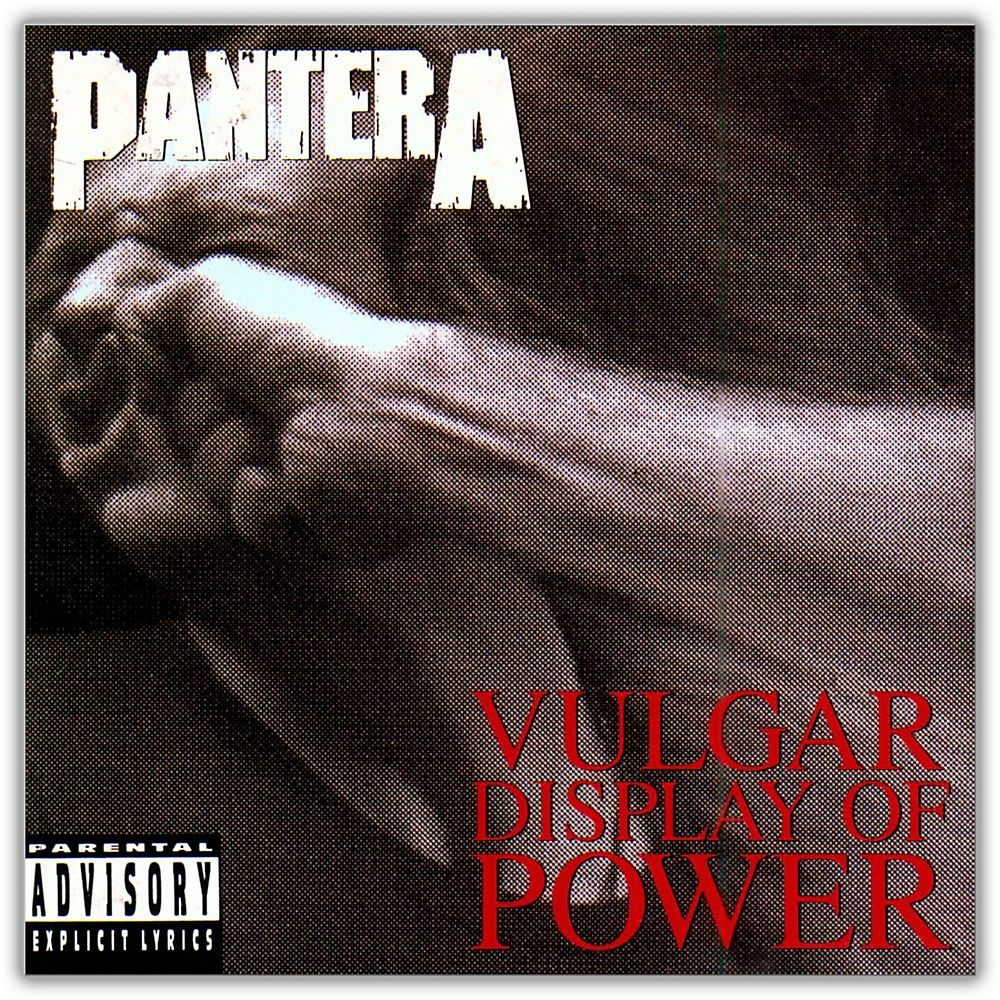 PANTERA
VULGAR
DISPLAY OF
POWER
PARENTAL
ADVISORY
EXPLICIT LYRICS